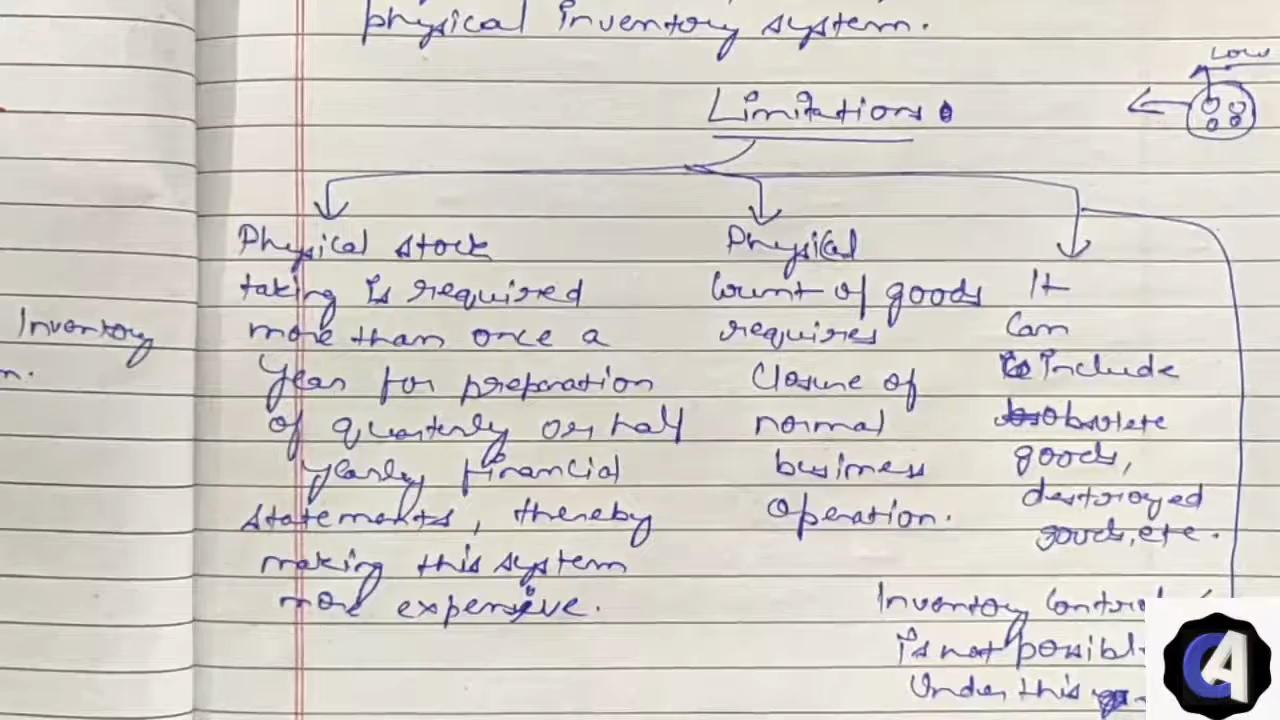 physical inventory system.
Low
Limitations
Physical stock
taking is required
more than once a
year for preparation
of quarterly or half
yearly financial
statements, thereby
making this system
more expensive.
Physical
Count of goods
requires
closure of
normal
business
operation.
It
Can
include
obsolete
goods,
destroyed
goods, etc.
Inventory Control
is not possibl
Under this
Inventory
n.
CA